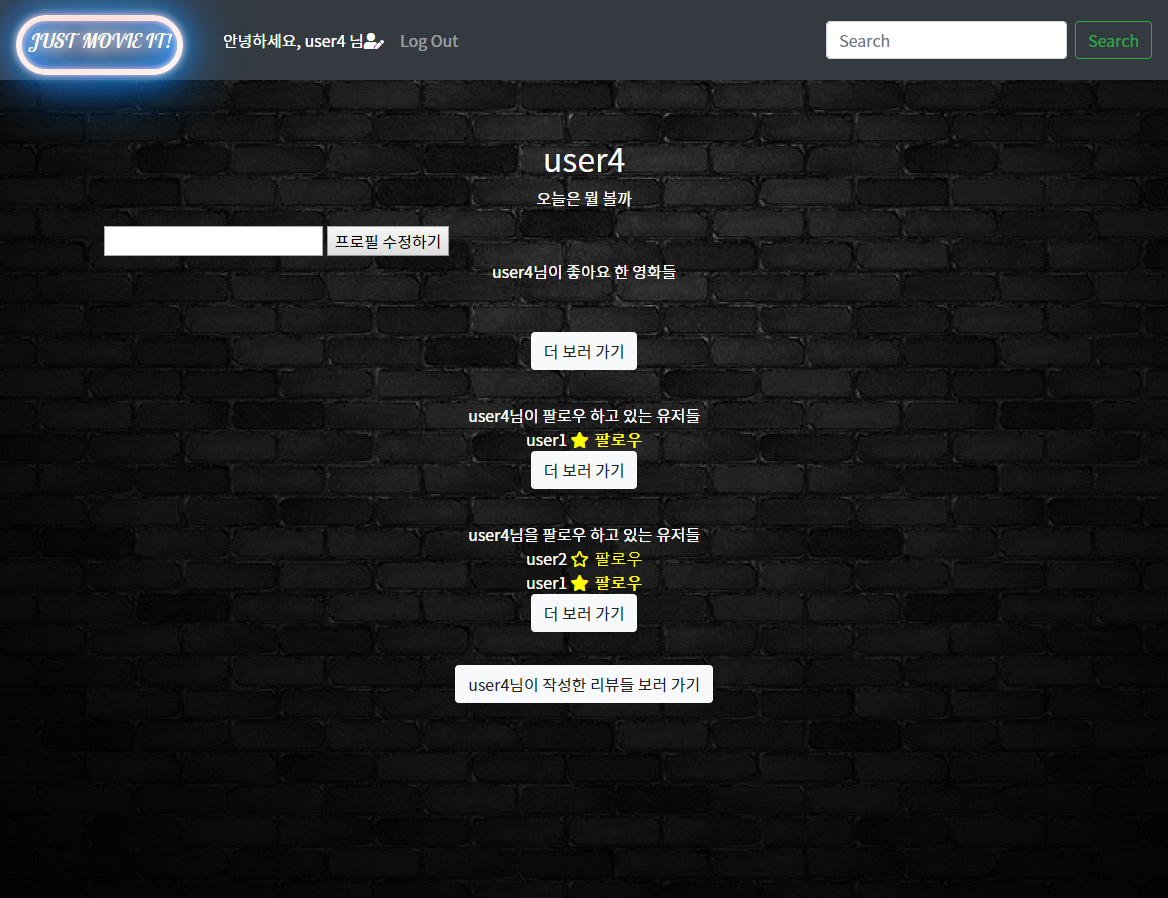 JUST MOVIE IT!
안녕하세요, user4 님
Log Out
Search
Search
user4
오늘은 뭘 볼까
프로필 수정하기
user4님이 좋아요 한 영화들
더 보러 가기
user4님이 팔로우 하고 있는 유저들
user1 ★ 팔로우
더 보러 가기
user4님을 팔로우 하고 있는 유저들
user2 ☆ 팔로우
user1 ★ 팔로우
더 보러 가기
user4님이 작성한 리뷰들 보러 가기